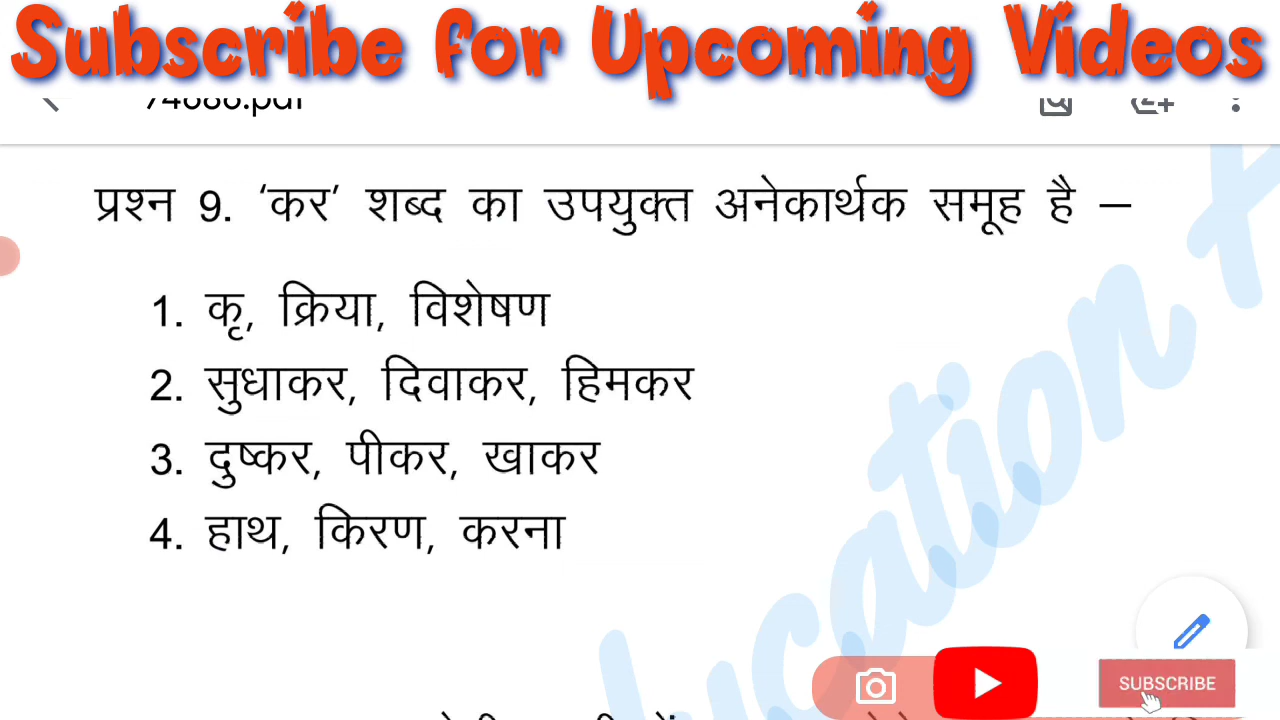 Subscribe for Upcoming Videos
प्रश्न 9. ‘कर’ शब्द का उपयुक्त अनेकार्थक समूह है –
1. कृ, क्रिया, विशेषण
2. सुधाकर, दिवाकर, हिमकर
3. दुष्कर, पीकर, खाकर
4. हाथ, किरण, करना
SUBSCRIBE